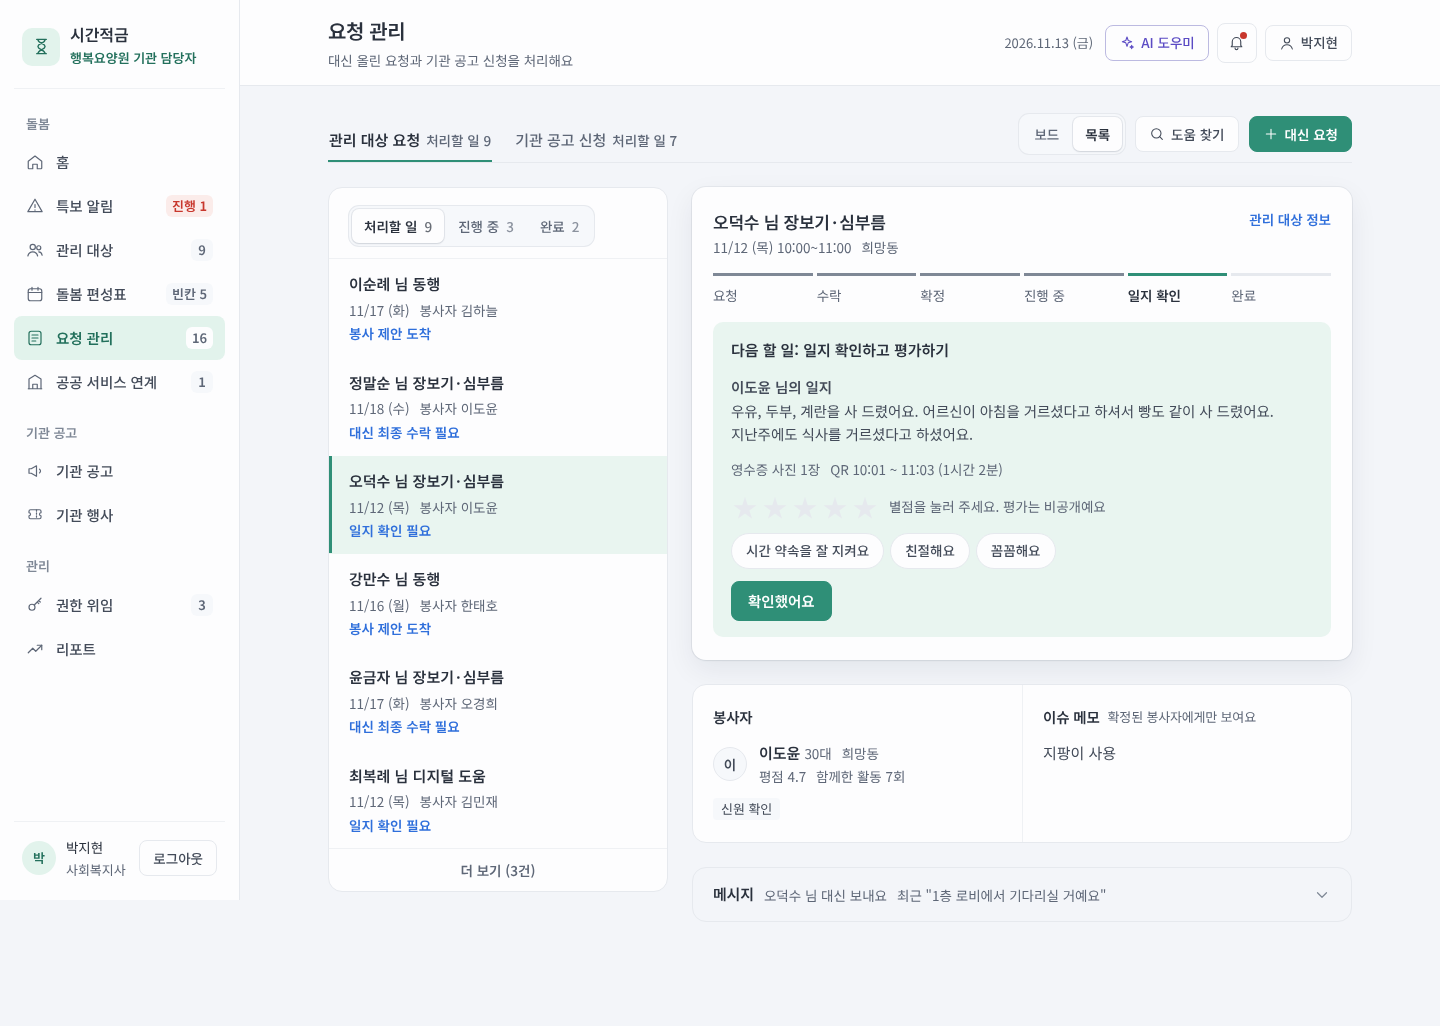 시간적금
행복요양원 기관 담당자
돌봄
홈
특보 알림 진행 1
관리 대상 9
돌봄 편성표 빈칸 5
요청 관리 16
공공 서비스 연계 1
기관 공고
기관 공고
기관 행사
관리
권한 위임 3
리포트
박 박지현
사회복지사
로그아웃
요청 관리
대신 올린 요청과 기관 공고 신청을 처리해요
2026.11.13 (금)
AI 도우미
박지현
관리 대상 요청 처리할 일 9
기관 공고 신청 처리할 일 7
보드 목록
도움 찾기
대신 요청
처리할 일 9
진행 중 3
완료 2
이순례 님 동행
11/17 (화) 봉사자 김하늘
봉사 제안 도착
정말순 님 장보기·심부름
11/18 (수) 봉사자 이도윤
대신 최종 수락 필요
오덕수 님 장보기·심부름
11/12 (목) 봉사자 이도윤
일지 확인 필요
강만수 님 동행
11/16 (월) 봉사자 한태호
봉사 제안 도착
윤금자 님 장보기·심부름
11/17 (화) 봉사자 오경희
대신 최종 수락 필요
최복례 님 디지털 도움
11/12 (목) 봉사자 김민재
일지 확인 필요
더 보기 (3건)
오덕수 님 장보기·심부름
관리 대상 정보
11/12 (목) 10:00~11:00 희망동
요청 수락 확정 진행 중 일지 확인 완료
다음 할 일: 일지 확인하고 평가하기
이도윤 님의 일지
우유, 두부, 계란을 사 드렸어요. 어르신이 아침을 거르셨다고 하셔서 빵도 같이 사 드렸어요.
지난주에도 식사를 거르셨다고 하셨어요.
영수증 사진 1장 QR 10:01 ~ 11:03 (1시간 2분)
★★★★★ 별점을 눌러 주세요. 평가는 비공개예요
시간 약속을 잘 지켜요 친절해요 꼼꼼해요
확인했어요
봉사자
이 이도윤 30대 희망동
평점 4.7 함께한 활동 7회
신원 확인
이슈 메모 확정된 봉사자에게만 보여요
지팡이 사용
메시지 오덕수 님 대신 보내요 최근 "1층 로비에서 기다리실 거예요"